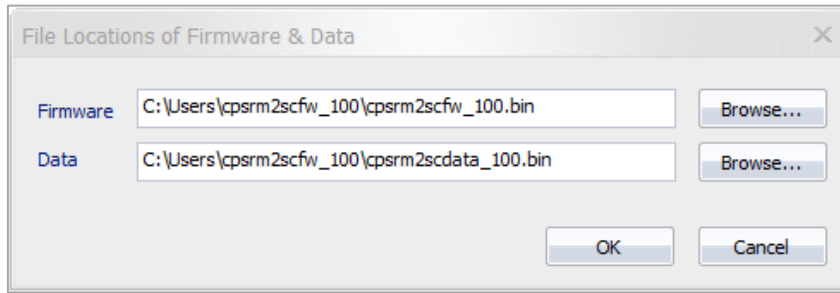 File Locations of Firmware & Data
Firmware C:\Users\cpsrm2scfw_100\cpsrm2scfw_100.bin Browse...
Data C:\Users\cpsrm2scfw_100\cpsrm2scdata_100.bin Browse...
OK Cancel